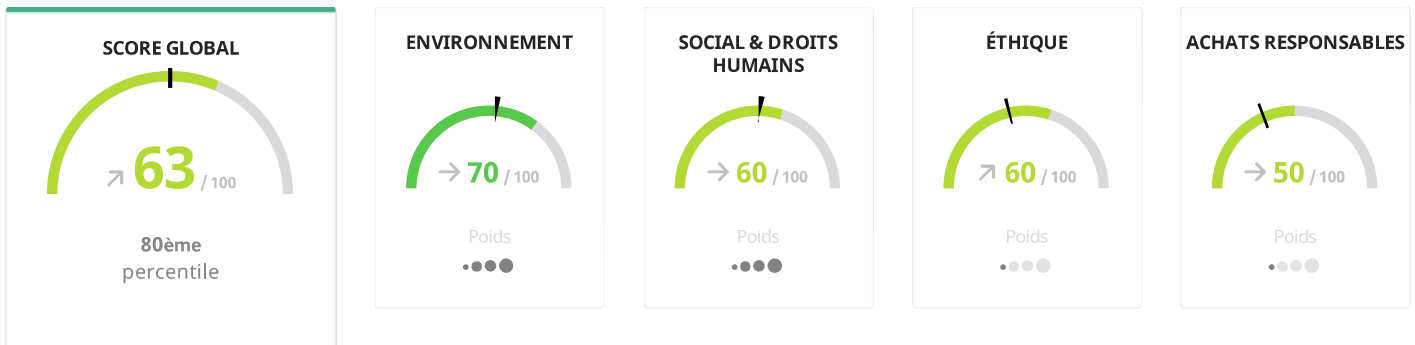 SCORE GLOBAL
63 / 100
80ème
percentile
ENVIRONNEMENT
70 / 100
Poids
SOCIAL & DROITS
HUMAINS
60 / 100
Poids
ÉTHIQUE
60 / 100
Poids
ACHATS RESPONSABLES
50 / 100
Poids